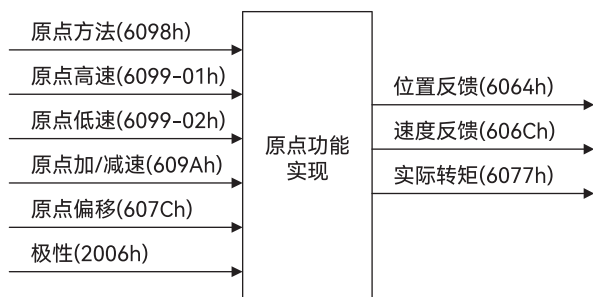 原点方法(6098h)
原点高速(6099-01h)
原点低速(6099-02h)
原点加/减速(609Ah)
原点偏移(607Ch)
极性(2006h)
原点功能
实现
位置反馈(6064h)
速度反馈(606Ch)
实际转矩(6077h)